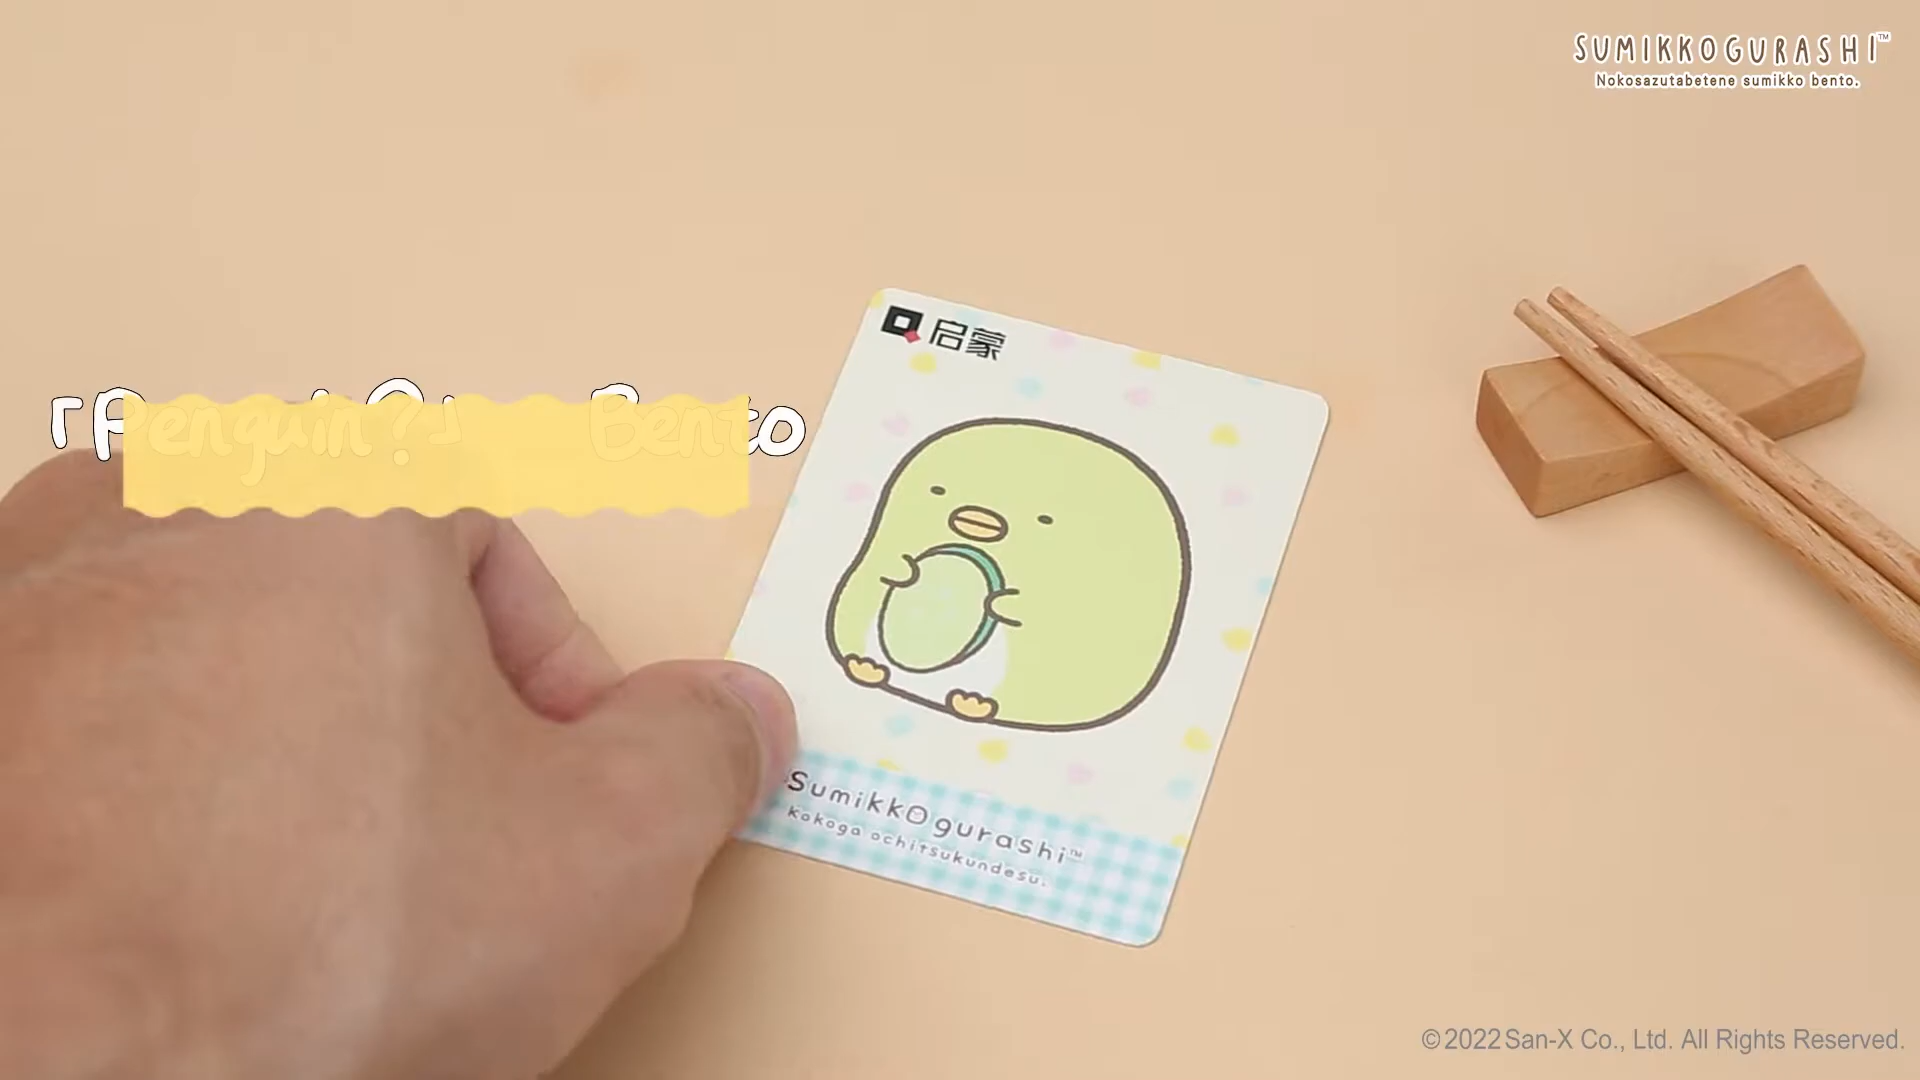 SUMIKKOGURASHI™
Nokosazutabetene sumikko bento.
启蒙
「Penguin?」 Bento
Sumikkogurashi™
kokoga ochitsukundesu.
©2022 San-X Co., Ltd. All Rights Reserved.